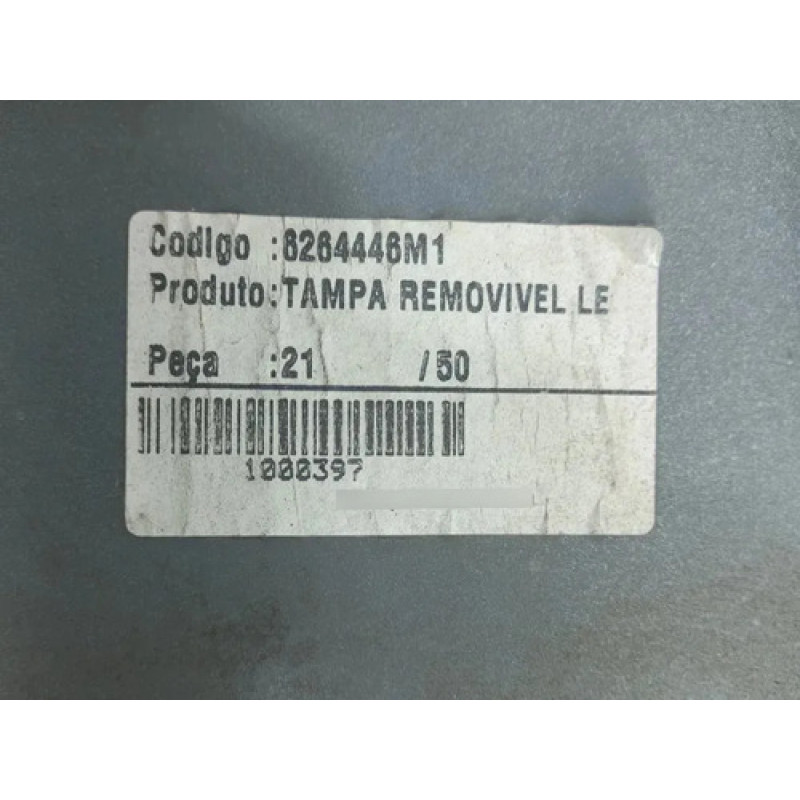 Codigo :6264446M1
Produto:TAMPA REMOVIVEL LE
Peça :21 /50
1000397